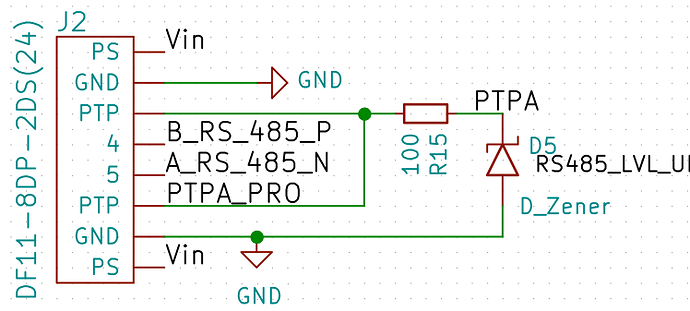 J2
DF11-8DP-2DS(24)
PS
Vin
GND
GND
PTP
PTPA
4
B_RS_485_P
100
R15
D5
5
A_RS_485_N
RS485_LVL_U
PTP
PTPA_PRO
D_Zener
GND
PS
Vin
GND